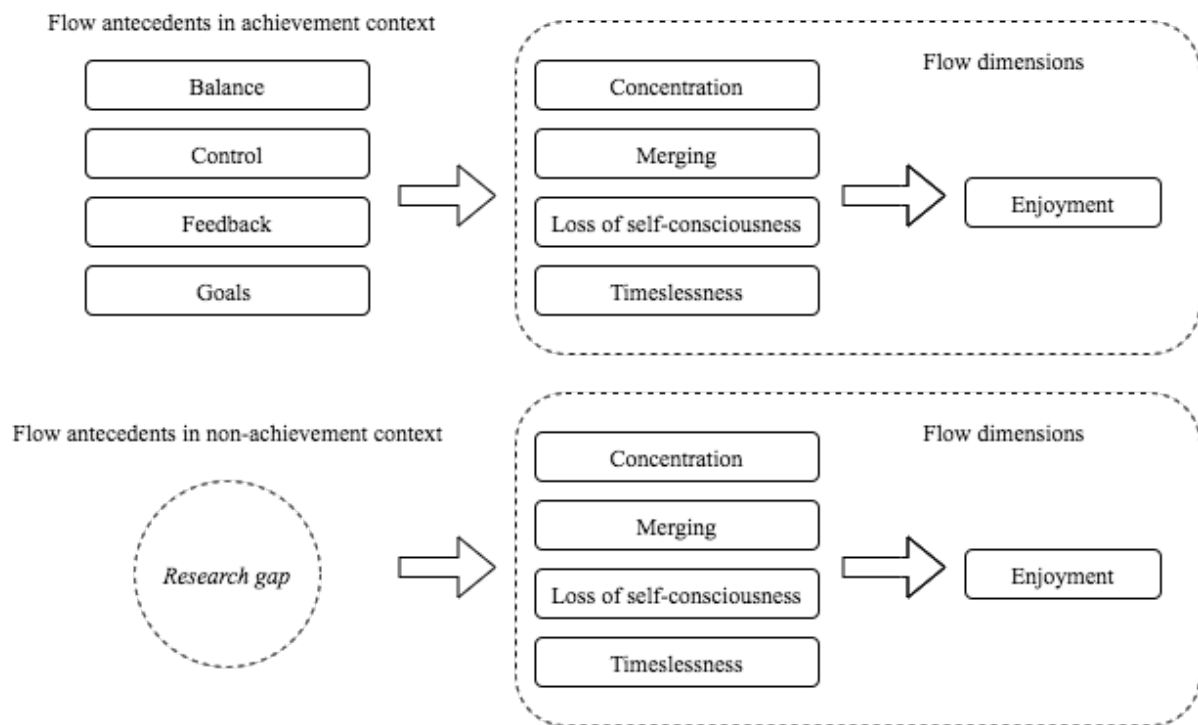 Flow antecedents in achievement context
Balance
Control
Feedback
Goals
Flow dimensions
Concentration
Merging
Loss of self-consciousness
Timeslessness
Enjoyment
Flow antecedents in non-achievement context
Research gap
Flow dimensions
Concentration
Merging
Loss of self-consciousness
Timeslessness
Enjoyment